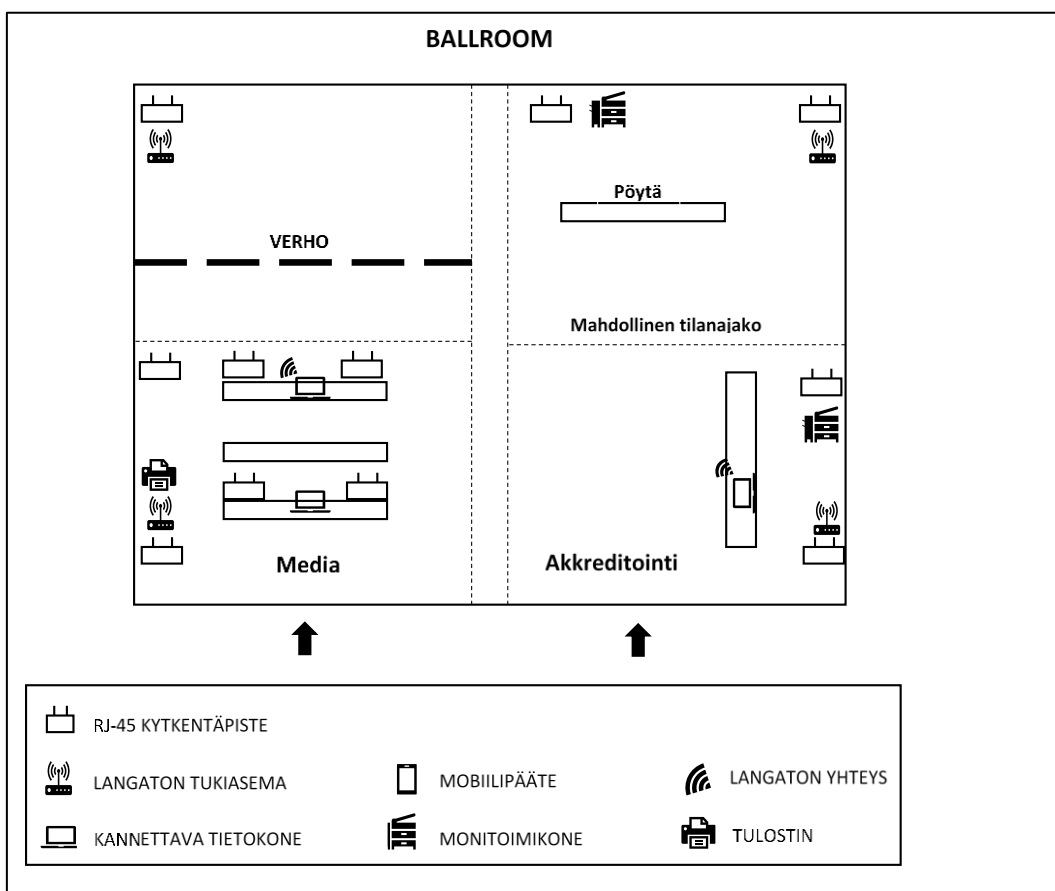 BALLROOM
Pöytä
VERHO
Mahdollinen tilanajako
Media
Akkreditointi
RJ-45 KYTKENTÄPISTE
LANGATON TUKIASEMA
MOBIILIPÄÄTE
LANGATON YHTEYS
KANNETTAVA TIETOKONE
MONITOIMIKONE
TULOSTIN